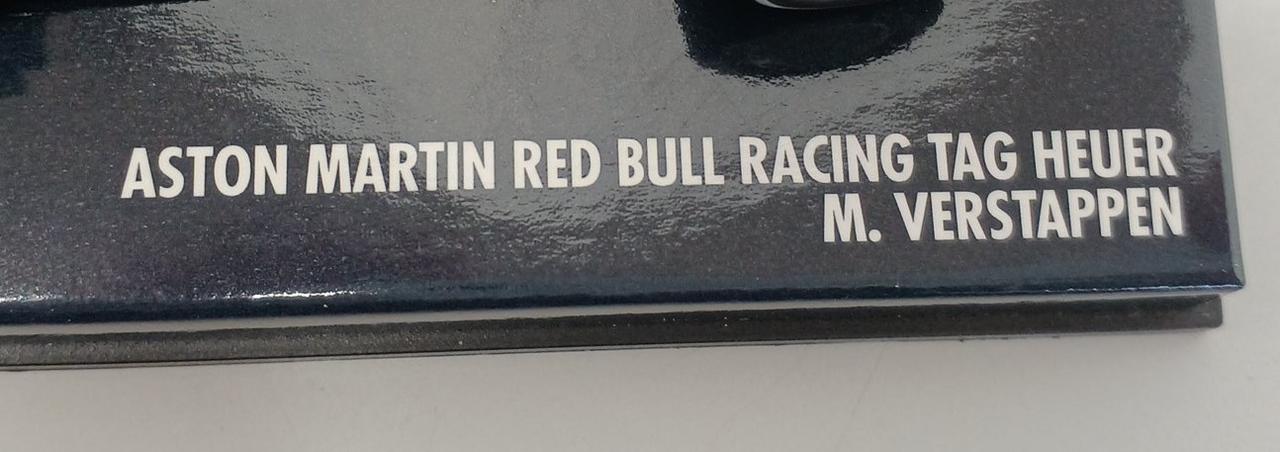 ASTON MARTIN RED BULL RACING TAG HEUER
M. VERSTAPPEN